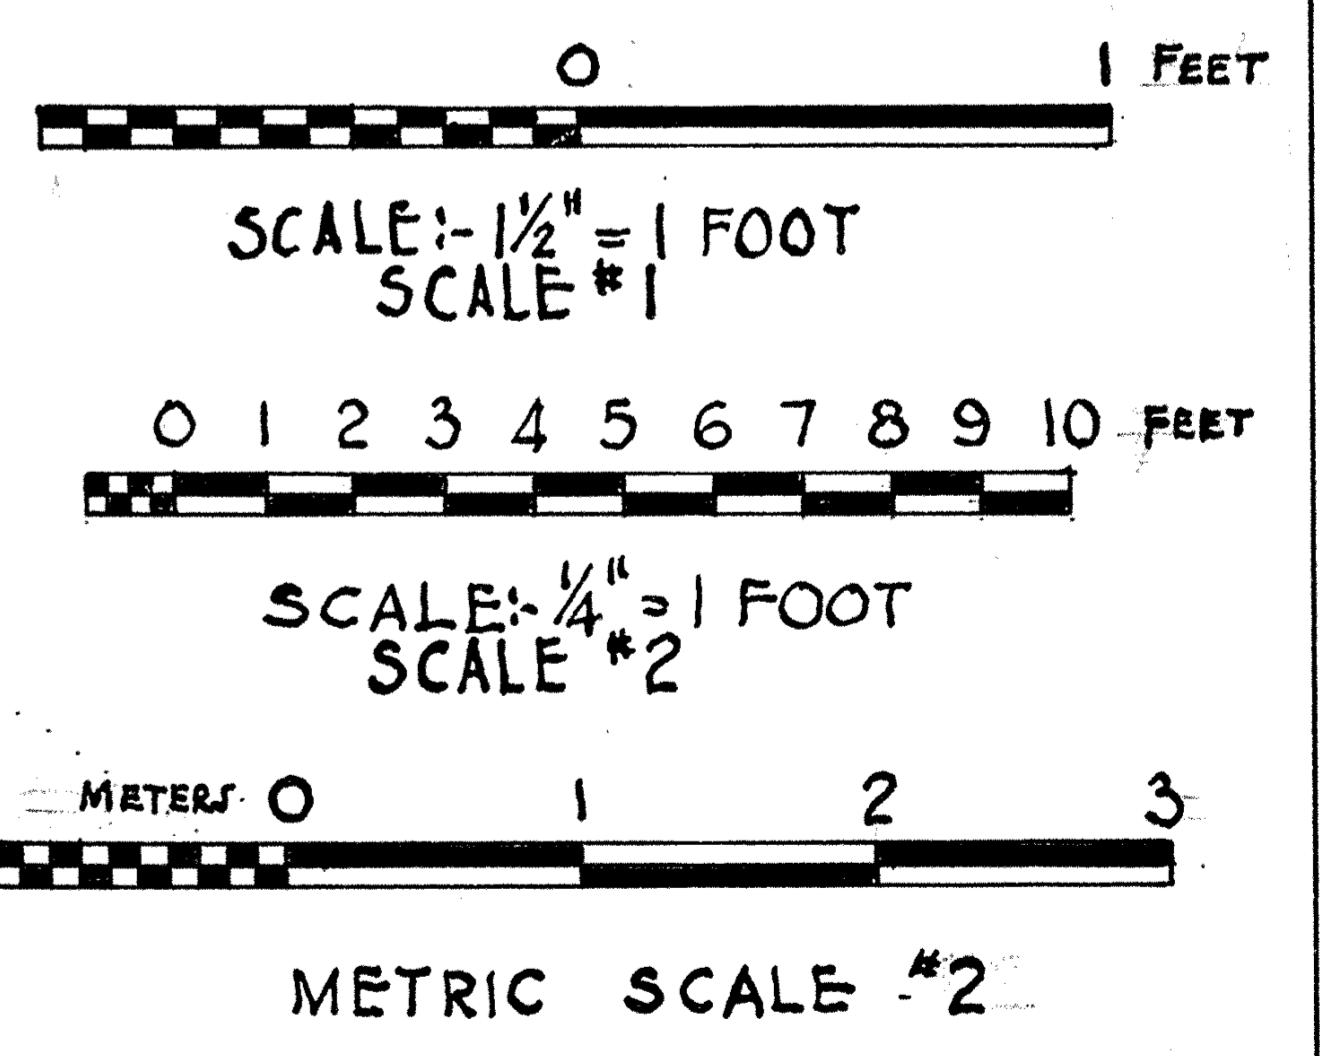 0 1 FEET
SCALE:- 1½" = 1 FOOT
SCALE #1
0 1 2 3 4 5 6 7 8 9 10 FEET
SCALE:- ¼" = 1 FOOT
SCALE #2
METERS 0 1 2 3
METRIC SCALE #2